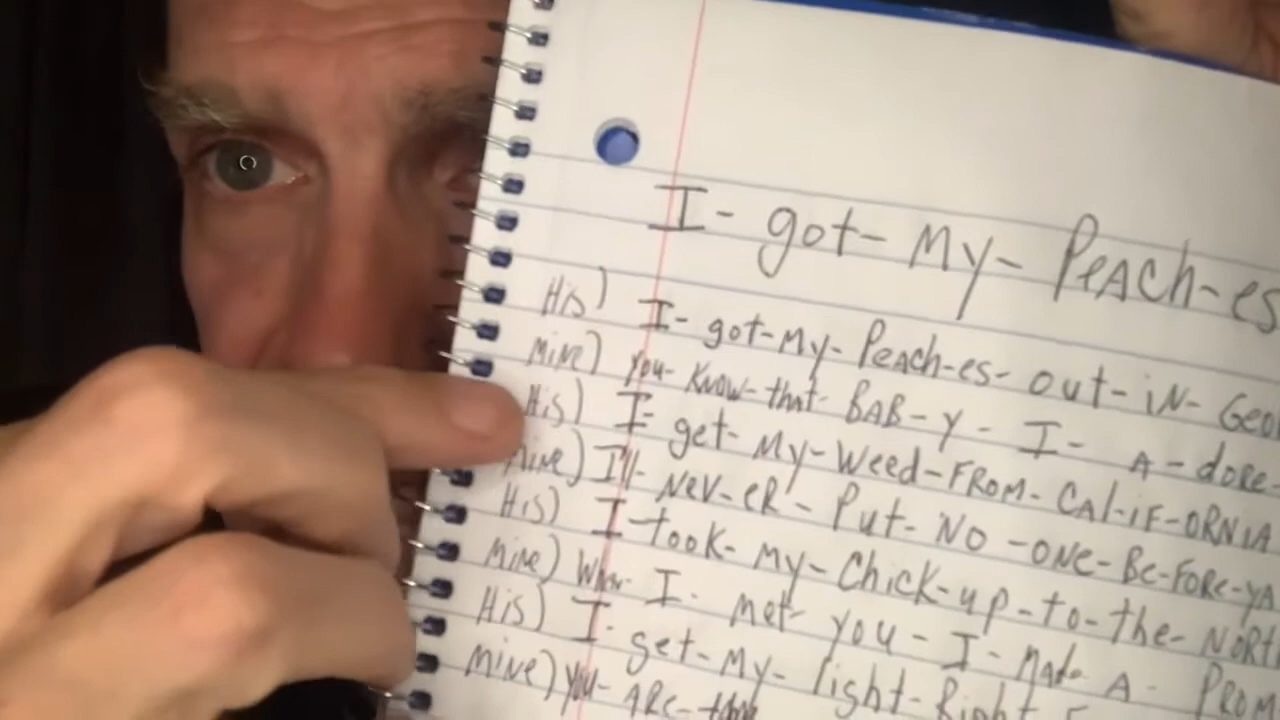 I- got- My- PeAch-es
His) I- got-My- PeAch-es- out- iN- Geo
Mine) You- Know-that- BAB-Y- I- A-dore-
His) I- get- My-Weed-FROM- CAl-iF-ORNIA
Mine) I'll- NeV-eR- Put- NO-ONe-Be-FoRe-YA
His) I-took- My-Chick-up-to-the- NORTH
Mine) When- I- Met- you- I- Made- A- PROM
His) I- get-My- light- Right
Mine) You- ARe-